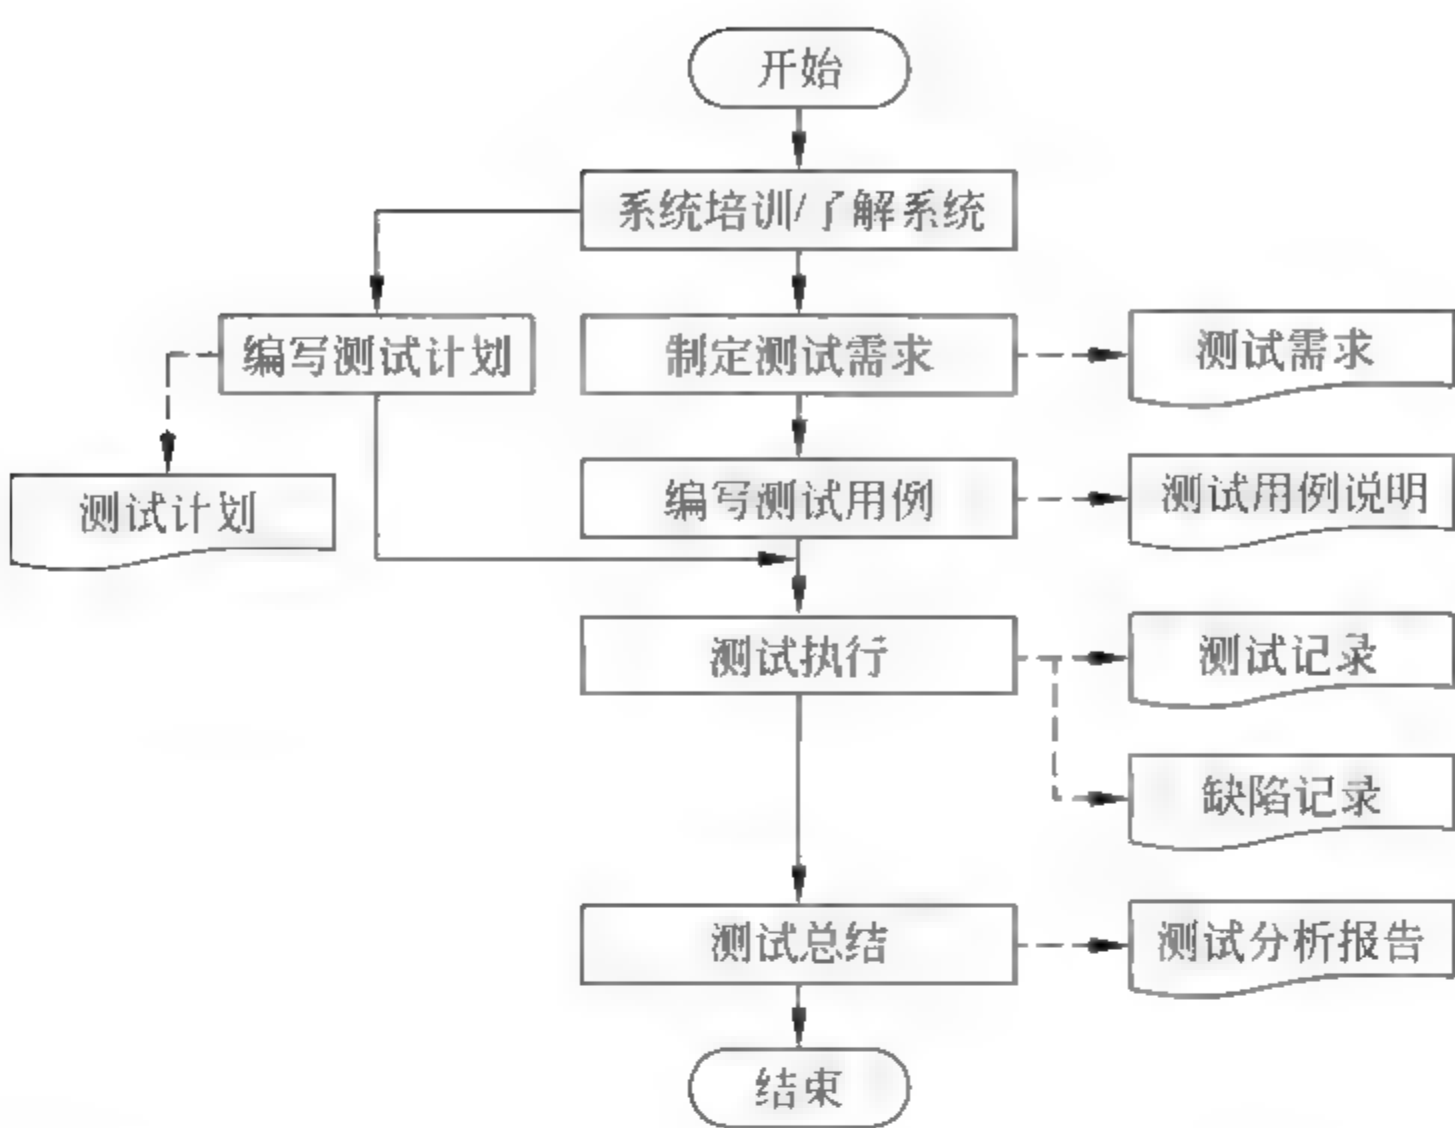 开始
系统培训/了解系统
编写测试计划
制定测试需求
测试需求
测试计划
编写测试用例
测试用例说明
测试执行
测试记录
缺陷记录
测试总结
测试分析报告
结束